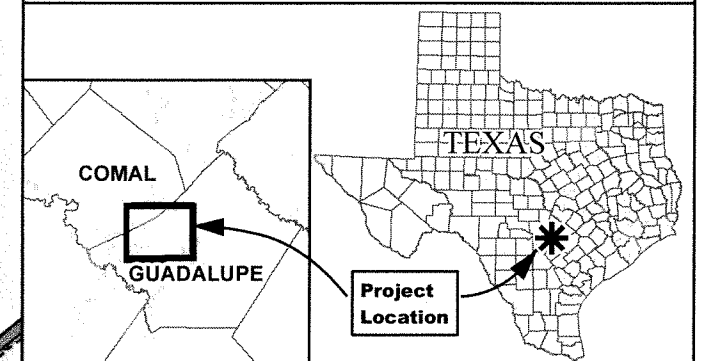 TEXAS
COMAL
GUADALUPE
Project
Location